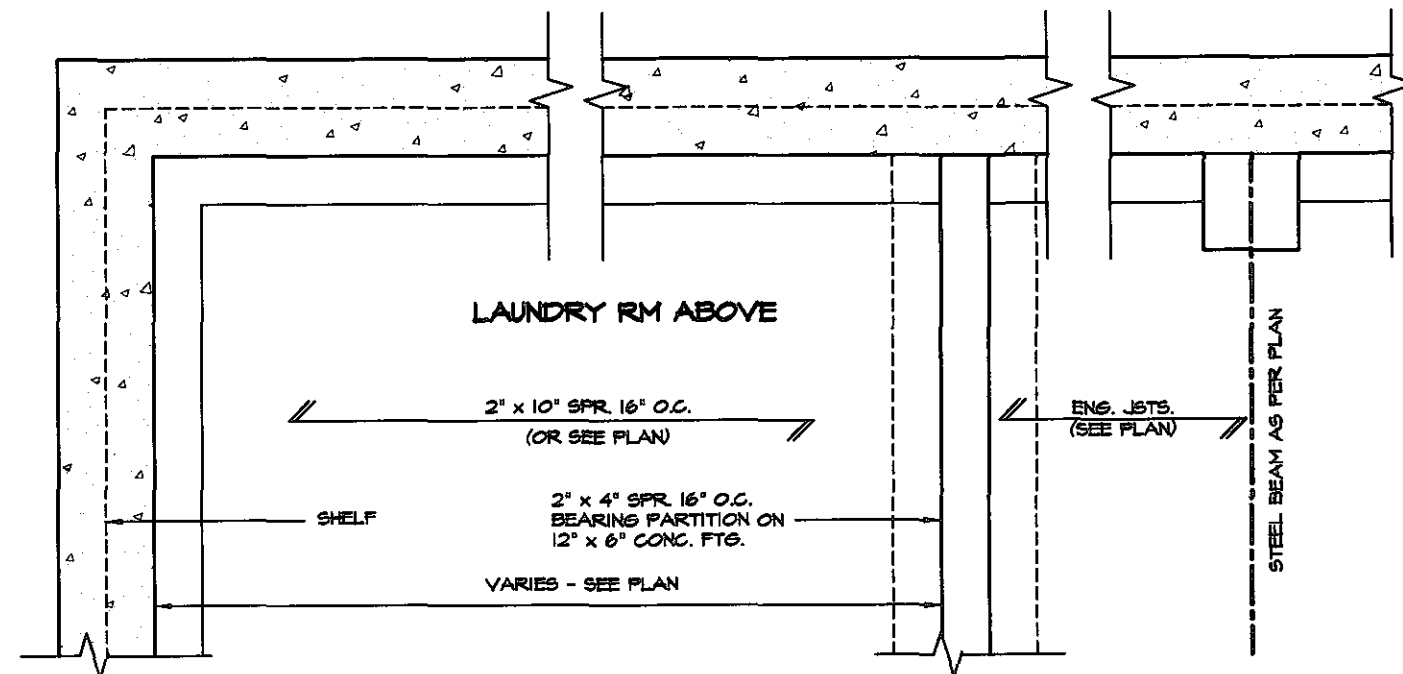 LAUNDRY RM ABOVE
2" x 10" SPR. 16" O.C.
(OR SEE PLAN)
ENG. JSTS.
(SEE PLAN)
STEEL BEAM AS PER PLAN
SHELF
2" x 4" SPR. 16" O.C.
BEARING PARTITION ON
12" x 6" CONC. FTG.
VARIES - SEE PLAN